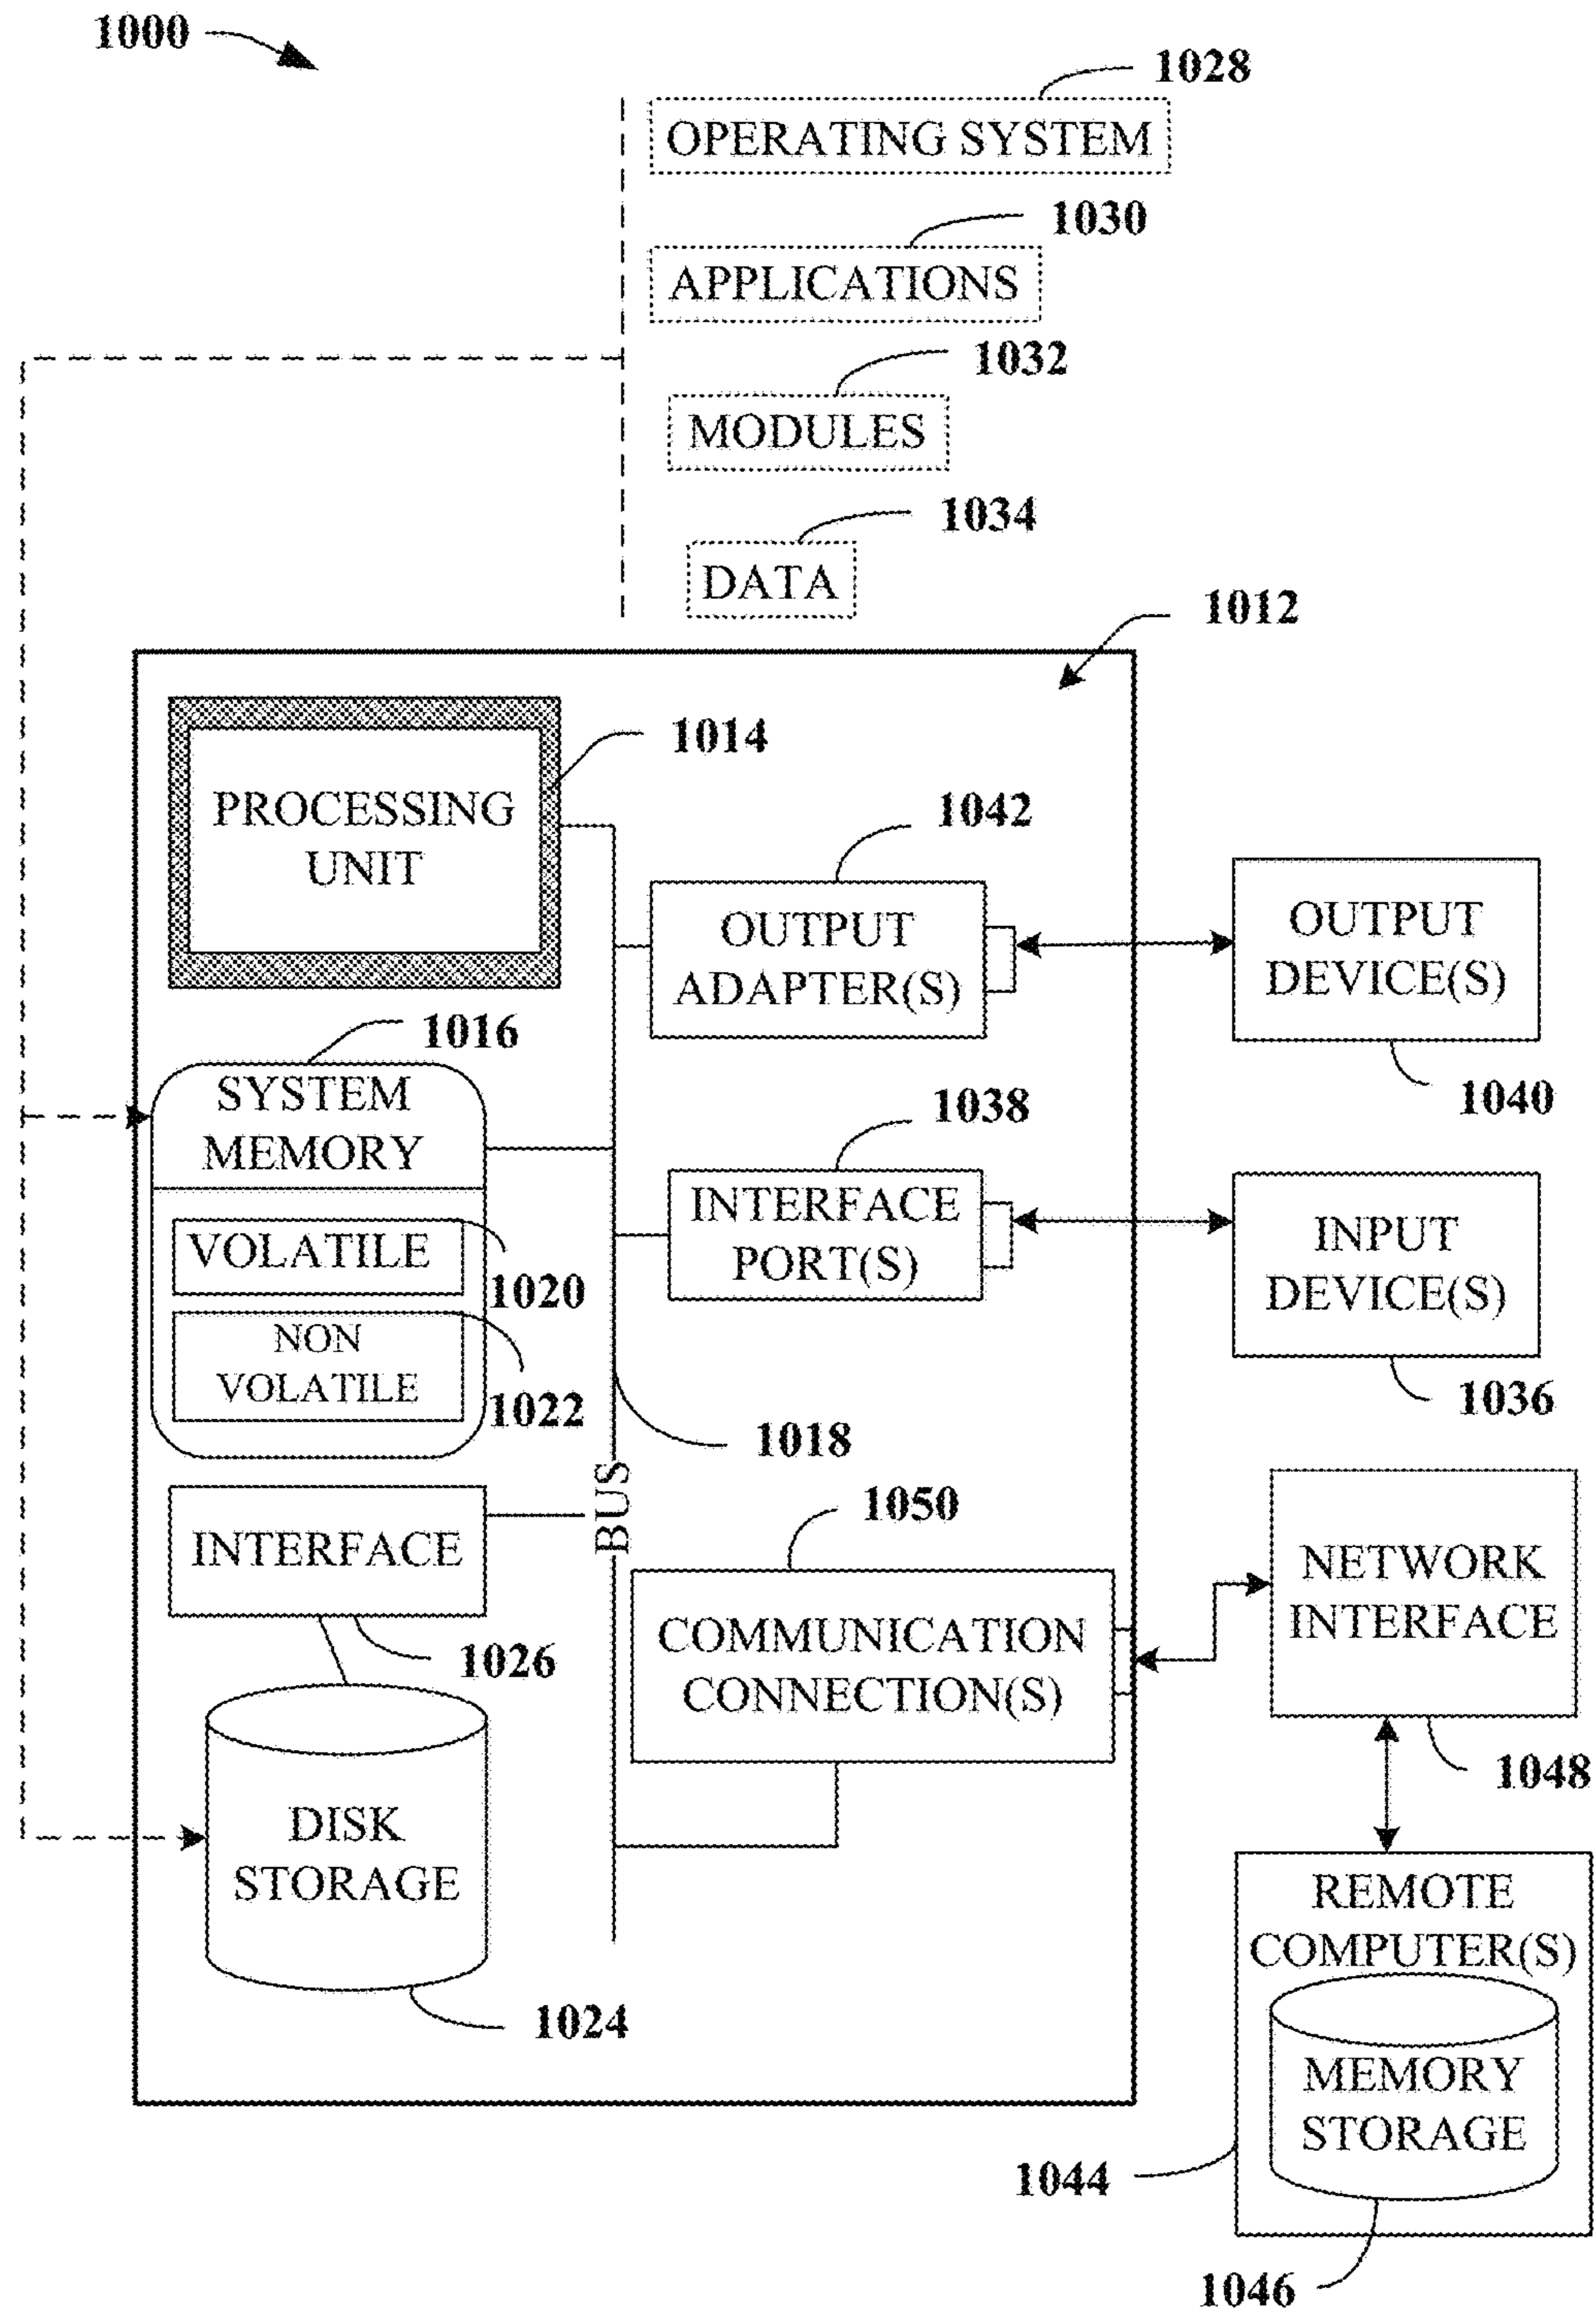 1000
1028
OPERATING SYSTEM
1030
APPLICATIONS
1032
MODULES
1034
DATA
1012
PROCESSING
UNIT
1014
1042
OUTPUT
ADAPTER(S)
OUTPUT
DEVICE(S)
1040
1016
SYSTEM
MEMORY
VOLATILE
1020
NON
VOLATILE
1022
1038
INTERFACE
PORT(S)
INPUT
DEVICE(S)
1036
1018
BUS
INTERFACE
1026
1050
COMMUNICATION
CONNECTION(S)
NETWORK
INTERFACE
1048
DISK
STORAGE
1024
REMOTE
COMPUTER(S)
MEMORY
STORAGE
1044
1046